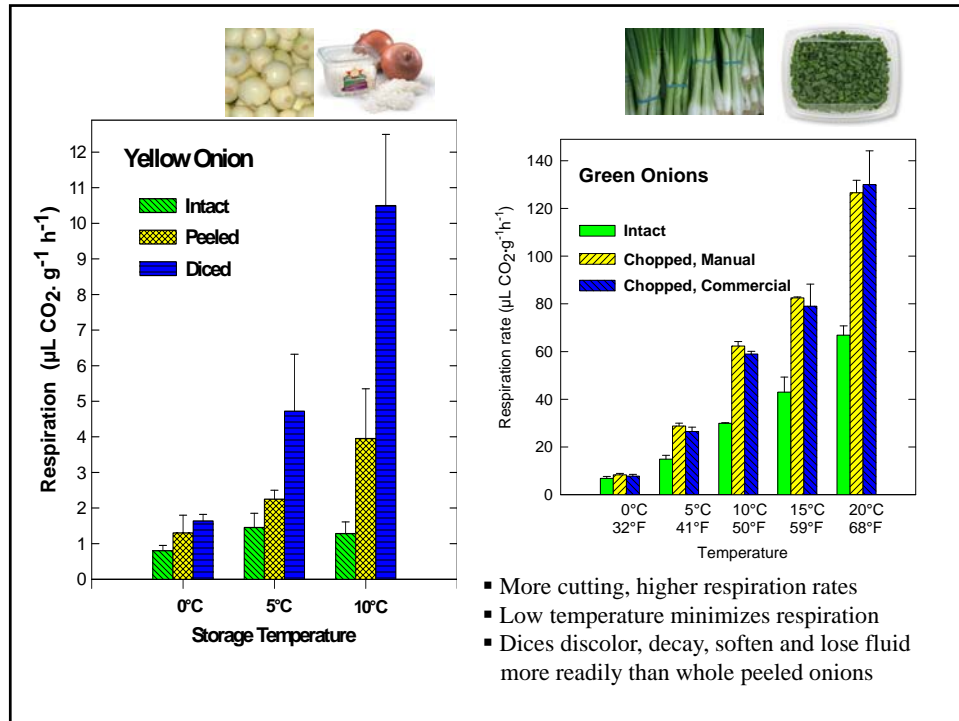 Yellow Onion
Intact
Peeled
Diced
Respiration (µL CO₂· g⁻¹ h⁻¹)
12
11
10
9
8
7
6
5
4
3
2
1
0
0°C
5°C
10°C
Storage Temperature
Green Onions
Intact
Chopped, Manual
Chopped, Commercial
Respiration rate (µL CO₂·g⁻¹h⁻¹)
140
120
100
80
60
40
20
0
0°C 5°C 10°C 15°C 20°C
32°F 41°F 50°F 59°F 68°F
Temperature
▪ More cutting, higher respiration rates
▪ Low temperature minimizes respiration
▪ Dices discolor, decay, soften and lose fluid
more readily than whole peeled onions